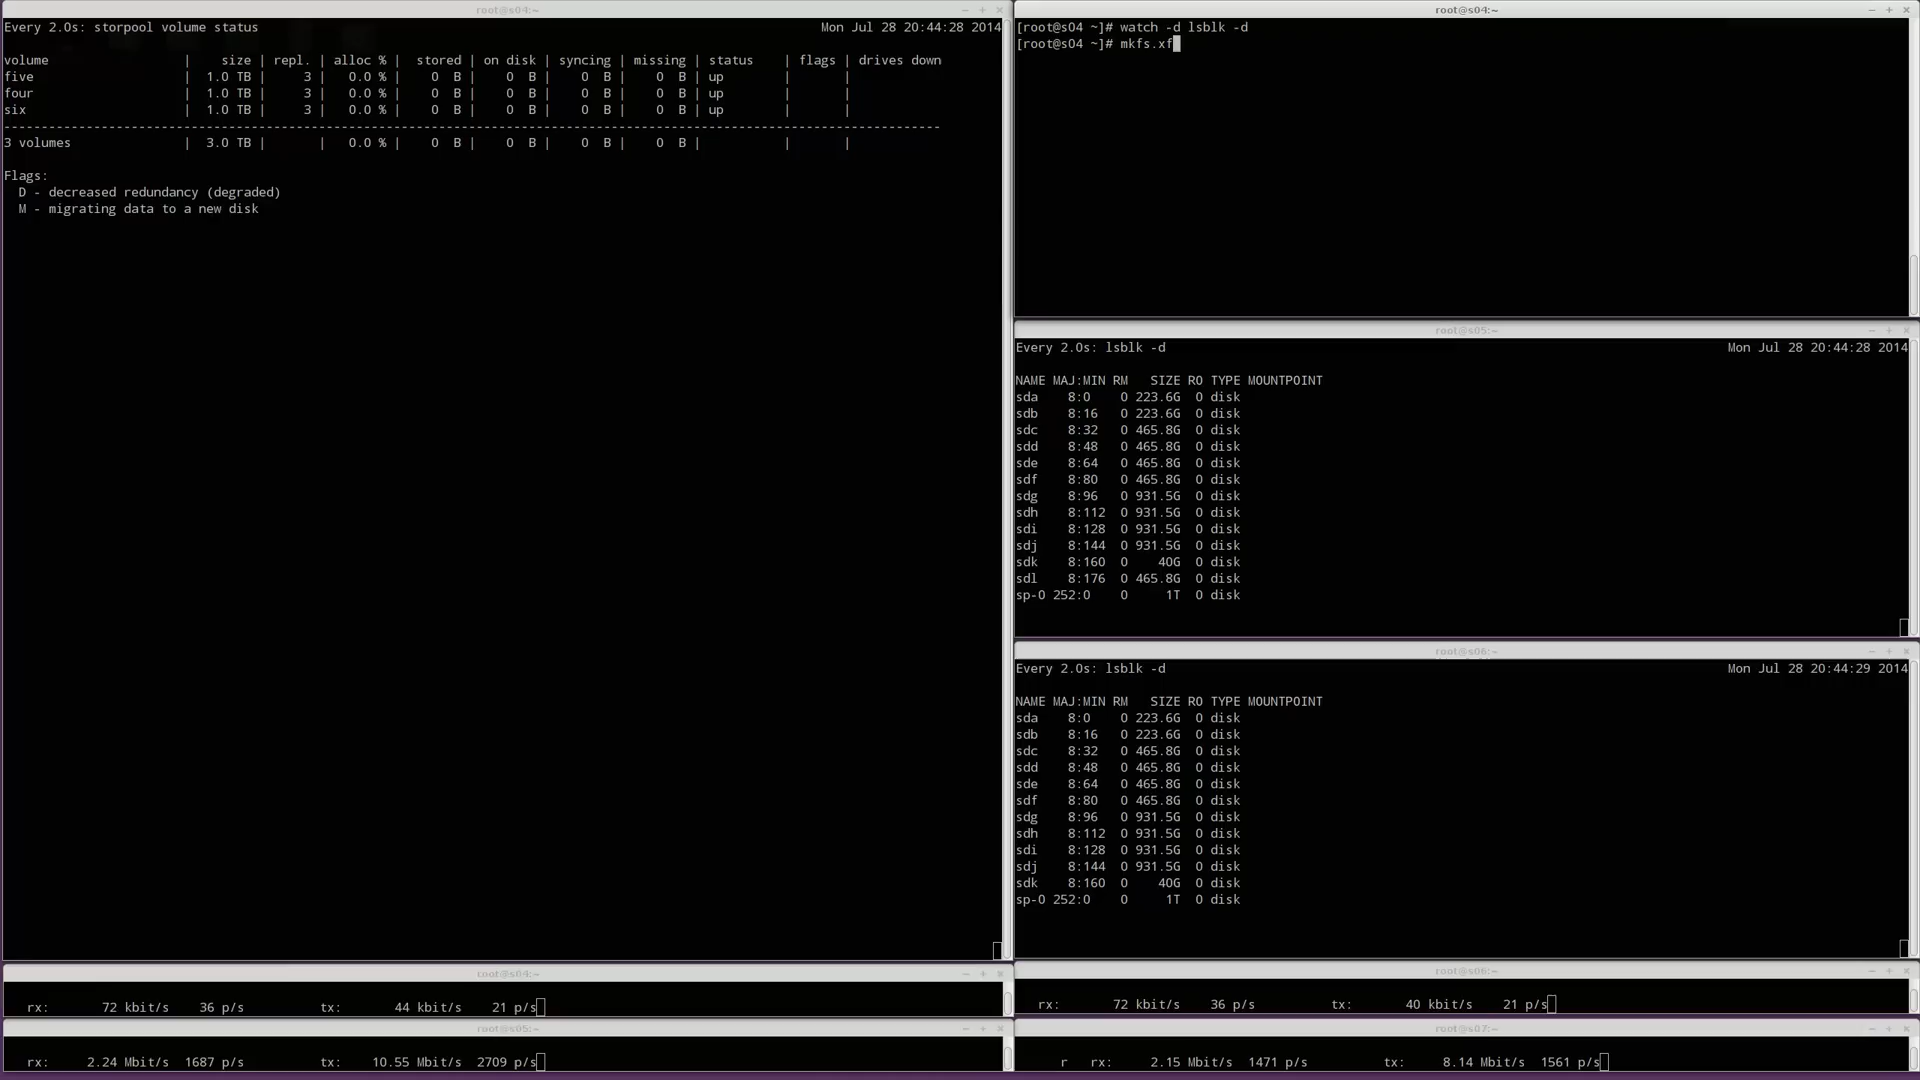 root@s04:~
Every 2.0s: storpool volume status Mon Jul 28 20:44:28 2014
volume | size | repl. | alloc % | stored | on disk | syncing | missing | status | flags | drives down
five | 1.0 TB | 3 | 0.0 % | 0 B | 0 B | 0 B | 0 B | up | |
four | 1.0 TB | 3 | 0.0 % | 0 B | 0 B | 0 B | 0 B | up | |
six | 1.0 TB | 3 | 0.0 % | 0 B | 0 B | 0 B | 0 B | up | |
-----------------------------------------------------------------------------------------------------------------------------
3 volumes | 3.0 TB | | 0.0 % | 0 B | 0 B | 0 B | 0 B | | |
Flags:
D - decreased redundancy (degraded)
M - migrating data to a new disk
root@s04:~
[root@s04 ~]# watch -d lsblk -d
[root@s04 ~]# mkfs.xf
root@s05:~
Every 2.0s: lsblk -d Mon Jul 28 20:44:28 2014
NAME MAJ:MIN RM SIZE RO TYPE MOUNTPOINT
sda 8:0 0 223.6G 0 disk
sdb 8:16 0 223.6G 0 disk
sdc 8:32 0 465.8G 0 disk
sdd 8:48 0 465.8G 0 disk
sde 8:64 0 465.8G 0 disk
sdf 8:80 0 465.8G 0 disk
sdg 8:96 0 931.5G 0 disk
sdh 8:112 0 931.5G 0 disk
sdi 8:128 0 931.5G 0 disk
sdj 8:144 0 931.5G 0 disk
sdk 8:160 0 40G 0 disk
sdl 8:176 0 465.8G 0 disk
sp-0 252:0 0 1T 0 disk
root@s06:~
Every 2.0s: lsblk -d Mon Jul 28 20:44:29 2014
NAME MAJ:MIN RM SIZE RO TYPE MOUNTPOINT
sda 8:0 0 223.6G 0 disk
sdb 8:16 0 223.6G 0 disk
sdc 8:32 0 465.8G 0 disk
sdd 8:48 0 465.8G 0 disk
sde 8:64 0 465.8G 0 disk
sdf 8:80 0 465.8G 0 disk
sdg 8:96 0 931.5G 0 disk
sdh 8:112 0 931.5G 0 disk
sdi 8:128 0 931.5G 0 disk
sdj 8:144 0 931.5G 0 disk
sdk 8:160 0 40G 0 disk
sp-0 252:0 0 1T 0 disk
root@s04:~
rx: 72 kbit/s 36 p/s tx: 44 kbit/s 21 p/s
root@s06:~
rx: 72 kbit/s 36 p/s tx: 40 kbit/s 21 p/s
root@s05:~
rx: 2.24 Mbit/s 1687 p/s tx: 10.55 Mbit/s 2709 p/s
root@s07:~
r rx: 2.15 Mbit/s 1471 p/s tx: 8.14 Mbit/s 1561 p/s